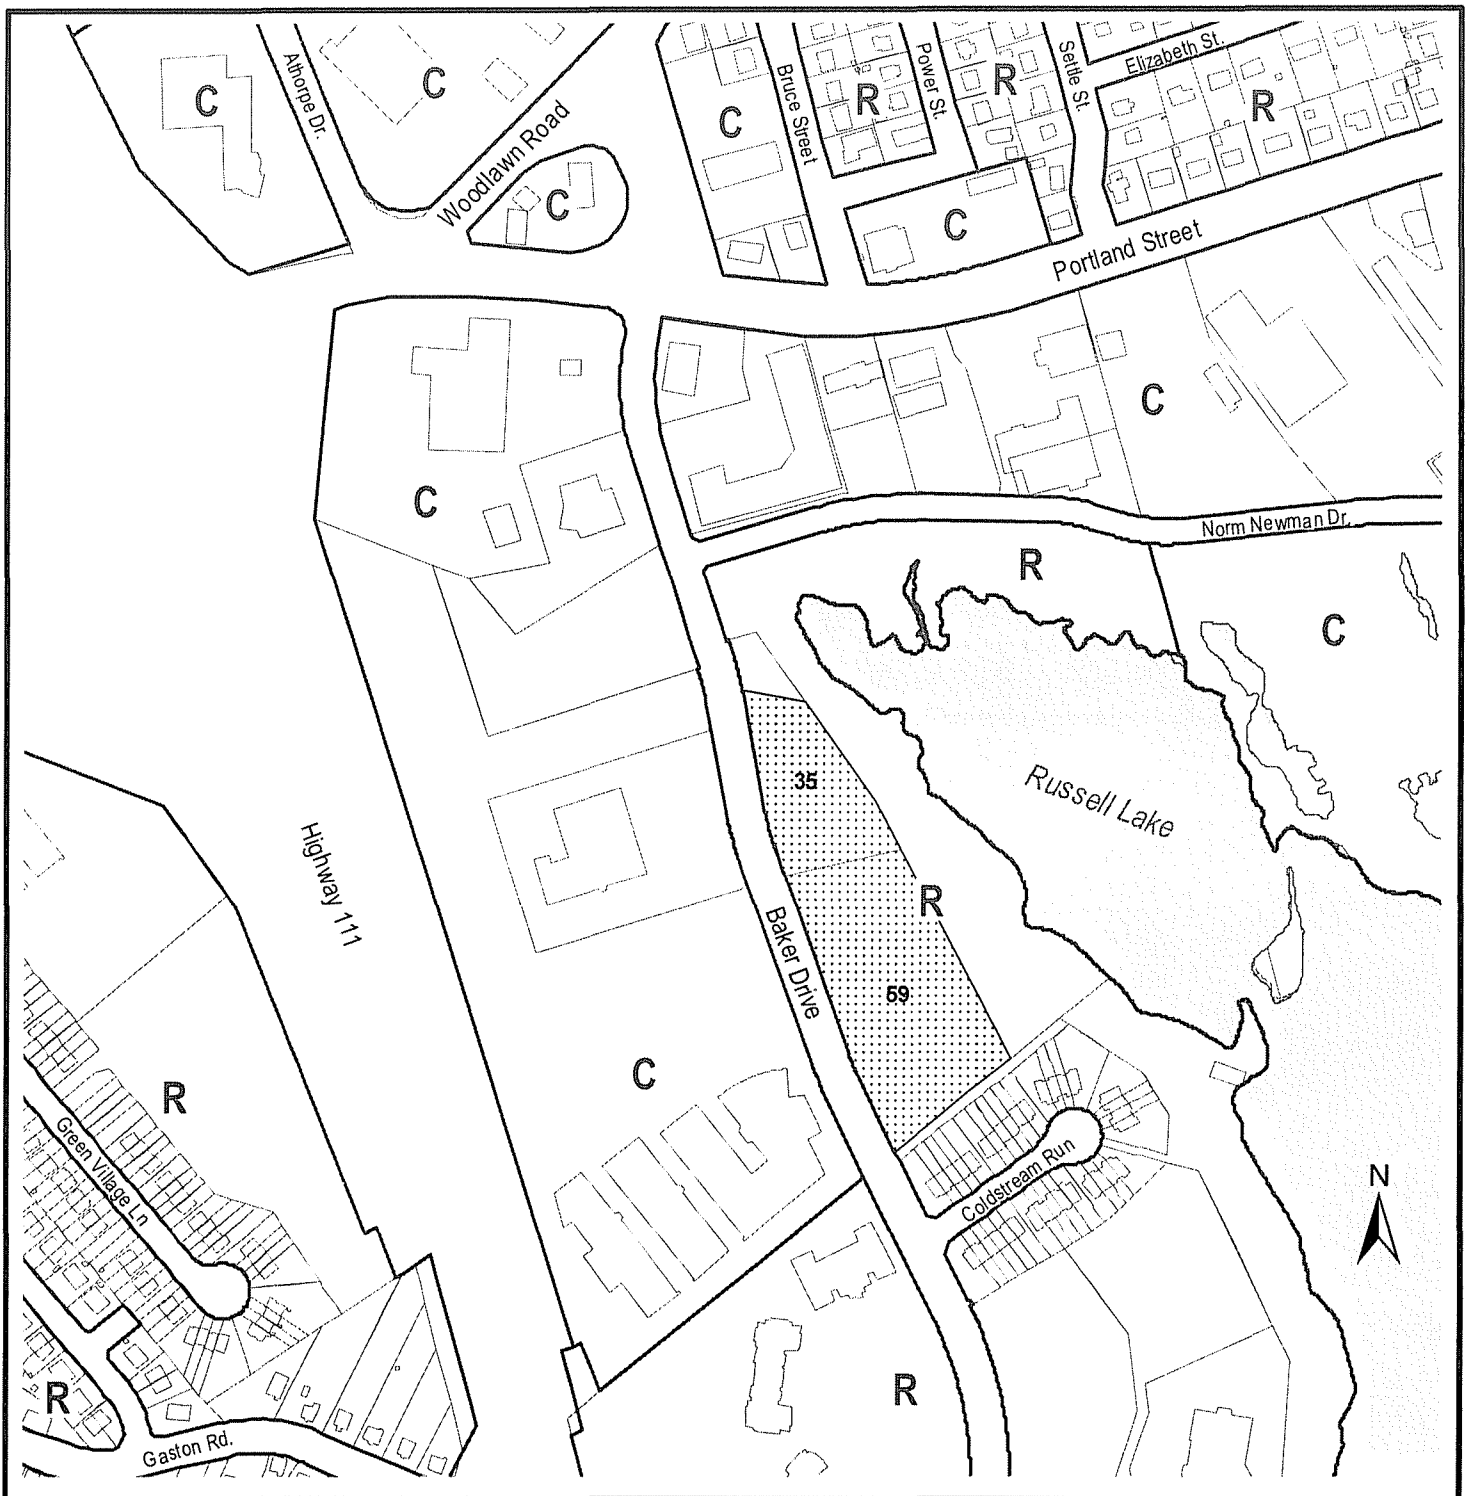 C
Athorpe Dr.
C
Woodlawn Road
C
C
Bruce Street
R
Power St.
R
Settle St.
Elizabeth St.
R
C
Portland Street
C
C
Norm Newman Dr.
R
C
Russell Lake
35
R
59
Baker Drive
Highway 111
C
R
Green Village Ln
Coldstream Run
N
R
R
Gaston Rd.